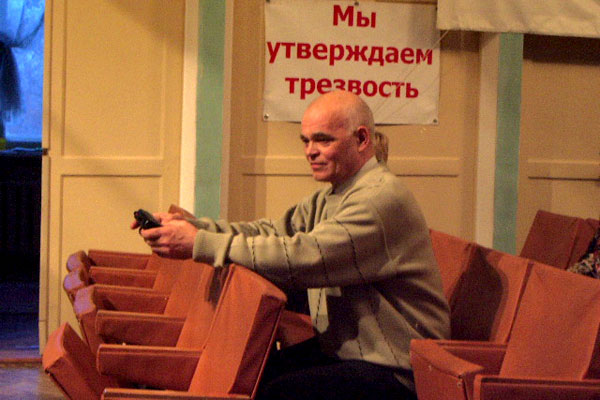 Мы
утверждаем
трезвость